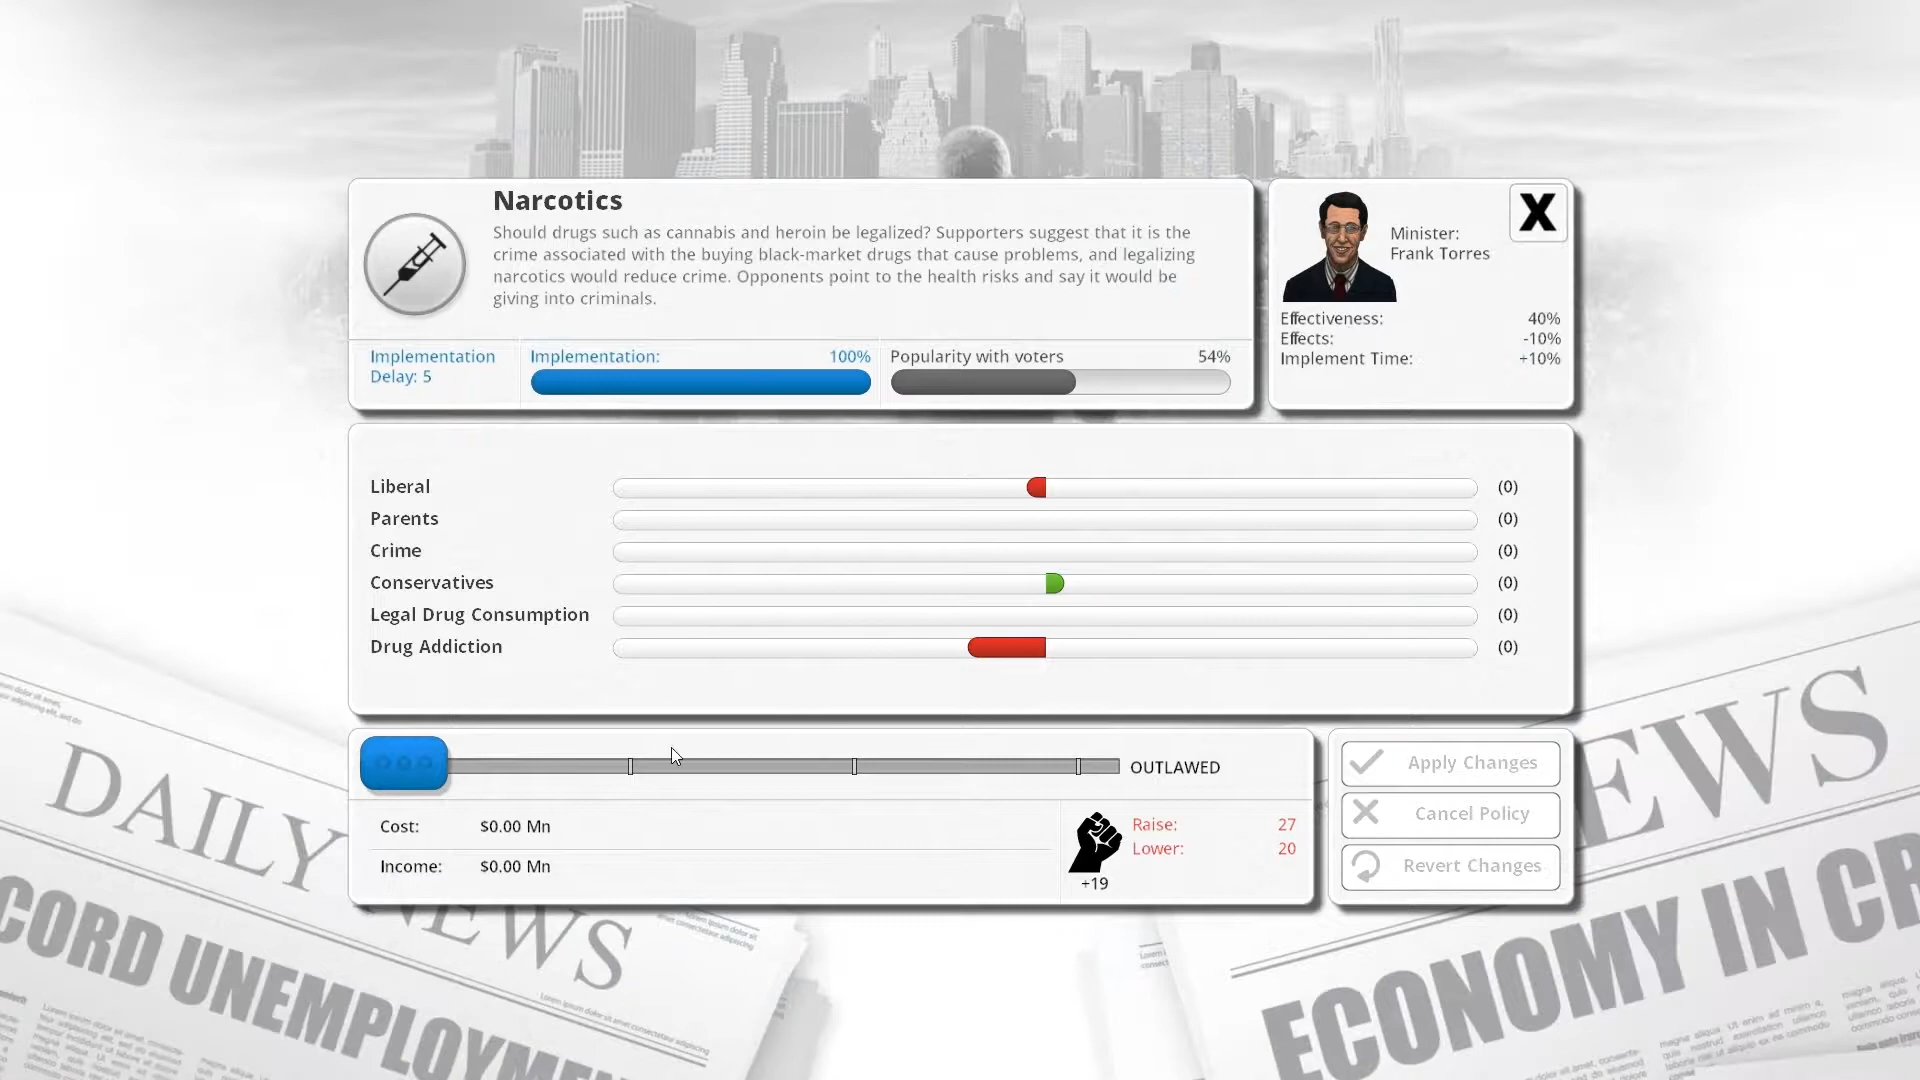 Narcotics
Should drugs such as cannabis and heroin be legalized? Supporters suggest that it is the
crime associated with the buying black-market drugs that cause problems, and legalizing
narcotics would reduce crime. Opponents point to the health risks and say it would be
giving into criminals.
Implementation
Delay: 5
Implementation: 100%
Popularity with voters 54%
X
Minister:
Frank Torres
Effectiveness: 40%
Effects: -10%
Implement Time: +10%
Liberal (0)
Parents (0)
Crime (0)
Conservatives (0)
Legal Drug Consumption (0)
Drug Addiction (0)
OUTLAWED
Cost: $0.00 Mn
Income: $0.00 Mn
Raise: 27
Lower: 20
+19
Apply Changes
Cancel Policy
Revert Changes
DAILY NEWS
CORD UNEMPLOYME
EWS
ECONOMY IN CR